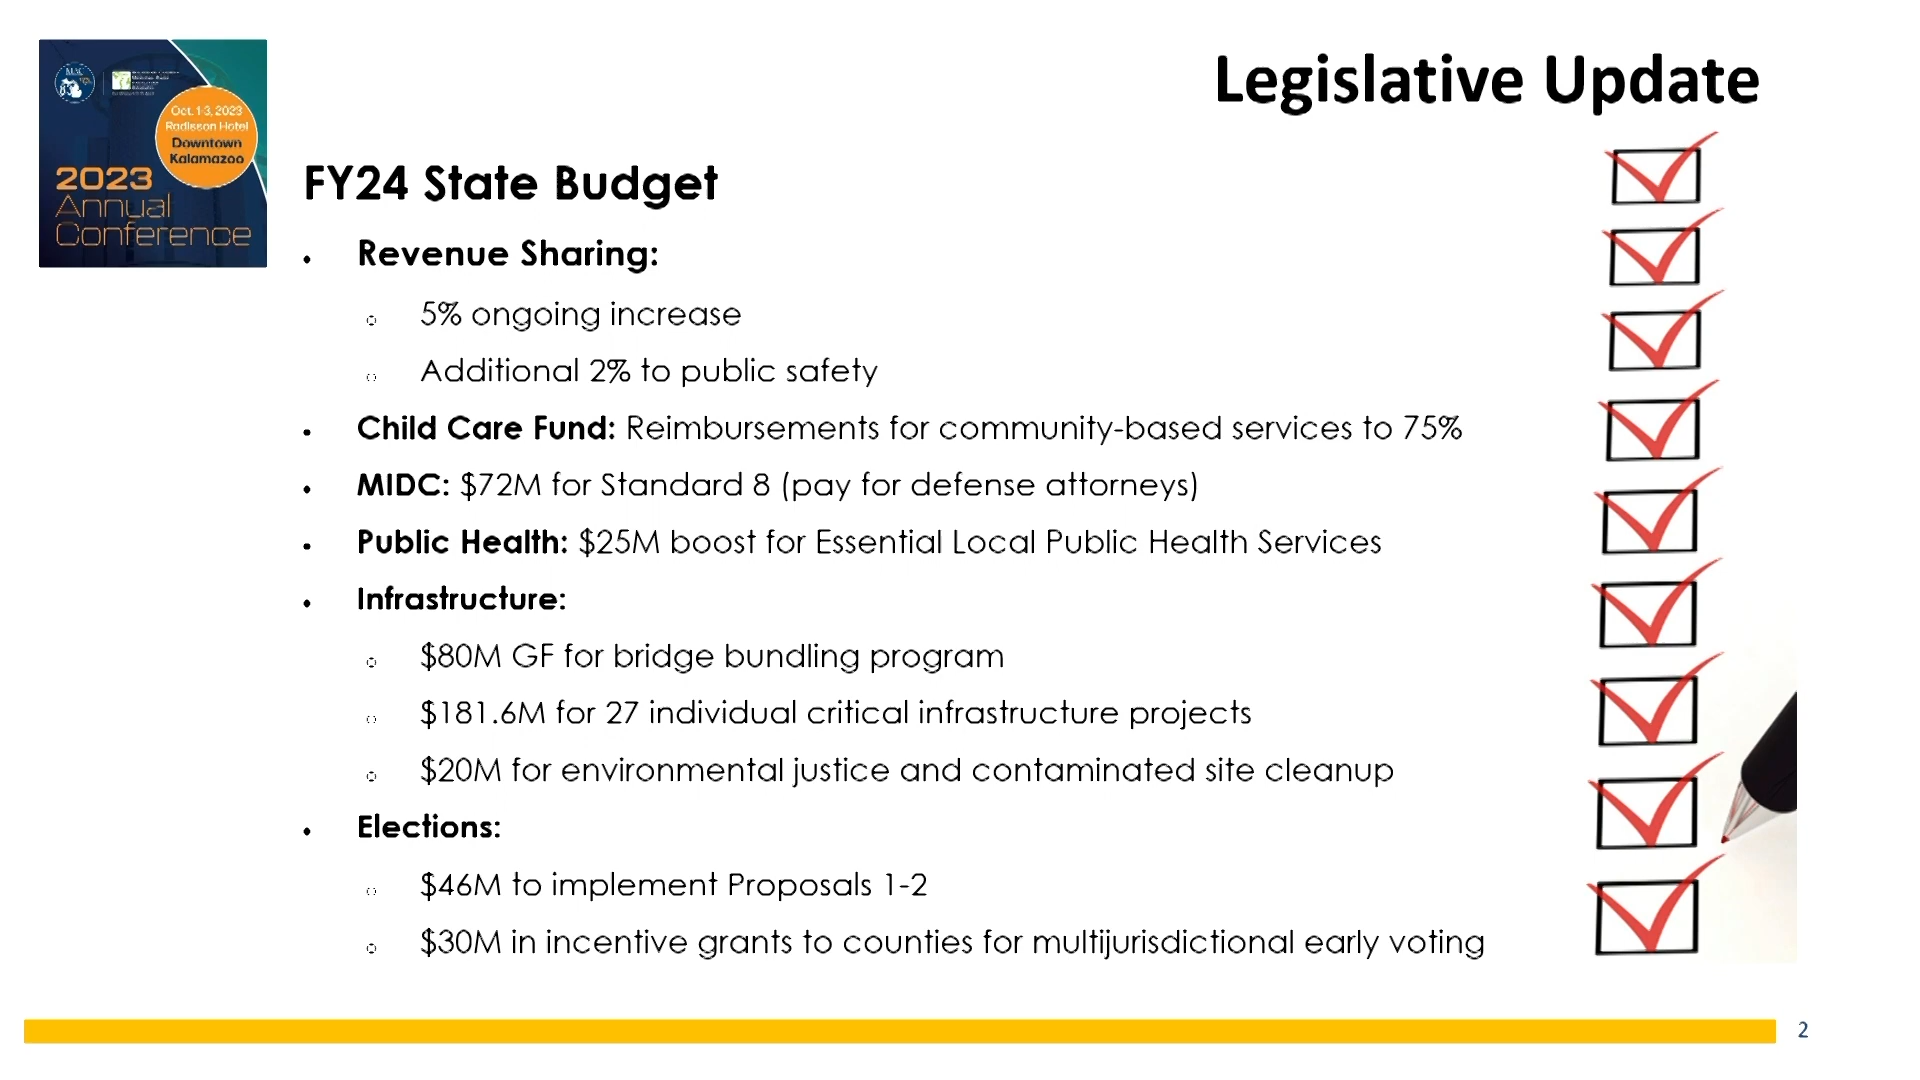 Legislative Update
MAC
Oct. 1-3, 2023
Radisson Hotel
Downtown
Kalamazoo
2023
Annual
Conference
FY24 State Budget
• Revenue Sharing:
5% ongoing increase
Additional 2% to public safety
• Child Care Fund: Reimbursements for community-based services to 75%
• MIDC: $72M for Standard 8 (pay for defense attorneys)
• Public Health: $25M boost for Essential Local Public Health Services
• Infrastructure:
$80M GF for bridge bundling program
$181.6M for 27 individual critical infrastructure projects
$20M for environmental justice and contaminated site cleanup
• Elections:
$46M to implement Proposals 1-2
$30M in incentive grants to counties for multijurisdictional early voting
2